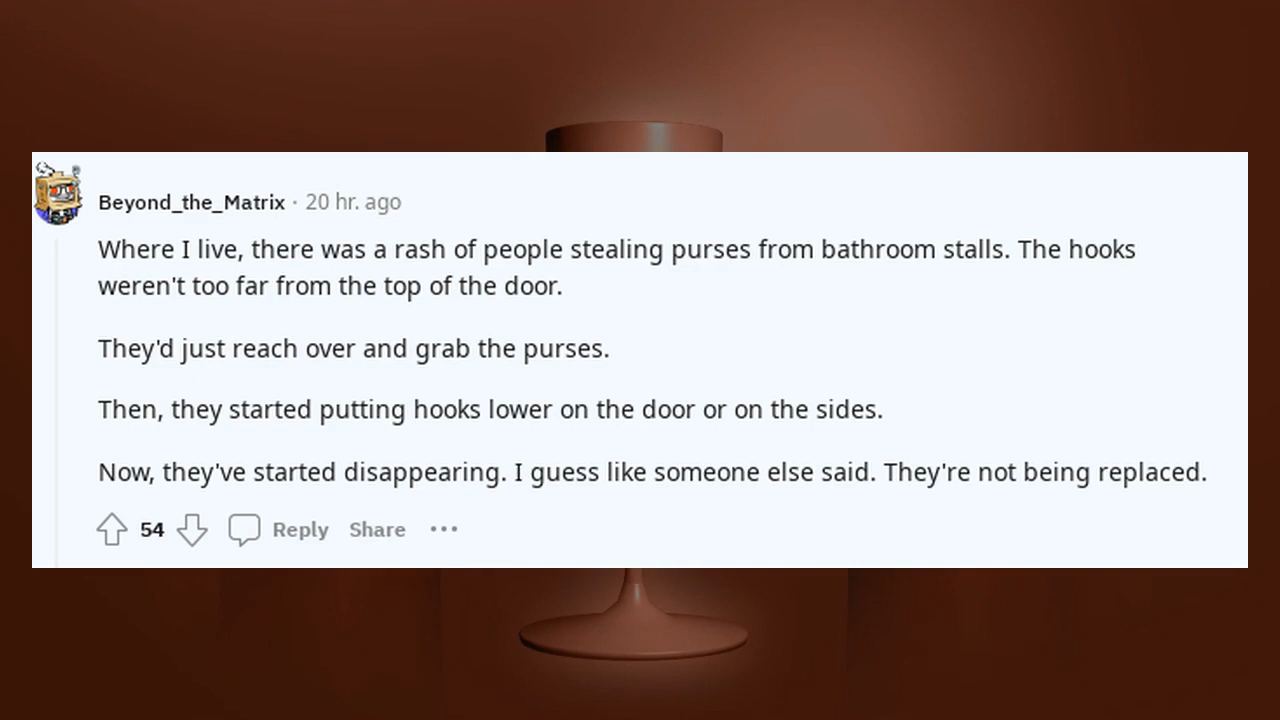 Beyond_the_Matrix · 20 hr. ago
Where I live, there was a rash of people stealing purses from bathroom stalls. The hooks
weren't too far from the top of the door.
They'd just reach over and grab the purses.
Then, they started putting hooks lower on the door or on the sides.
Now, they've started disappearing. I guess like someone else said. They're not being replaced.
54 Reply Share ···